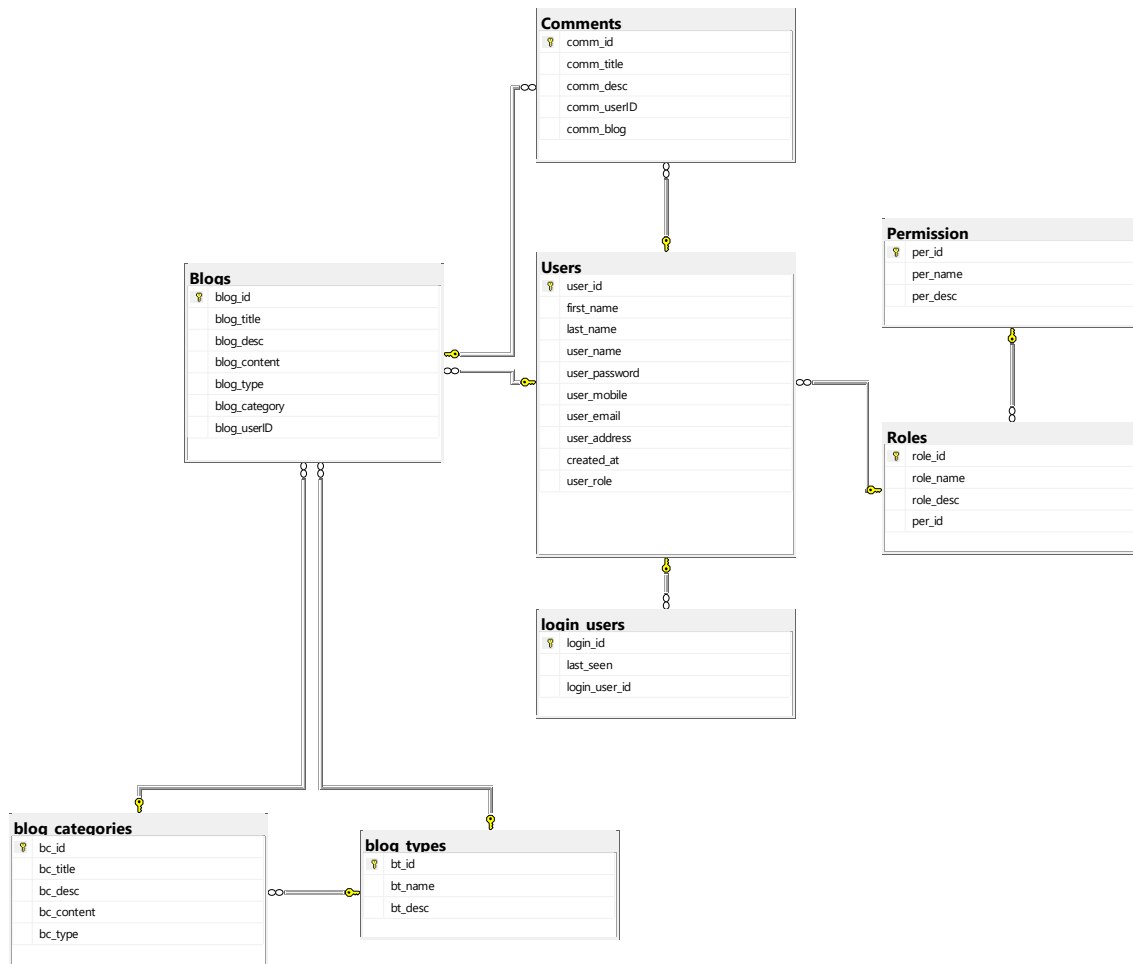 Comments
comm_id
comm_title
comm_desc
comm_userID
comm_blog
Permission
per_id
per_name
per_desc
Blogs
blog_id
blog_title
blog_desc
blog_content
blog_type
blog_category
blog_userID
Users
user_id
first_name
last_name
user_name
user_password
user_mobile
user_email
user_address
created_at
user_role
Roles
role_id
role_name
role_desc
per_id
login_users
login_id
last_seen
login_user_id
blog_categories
bc_id
bc_title
bc_desc
bc_content
bc_type
blog_types
bt_id
bt_name
bt_desc